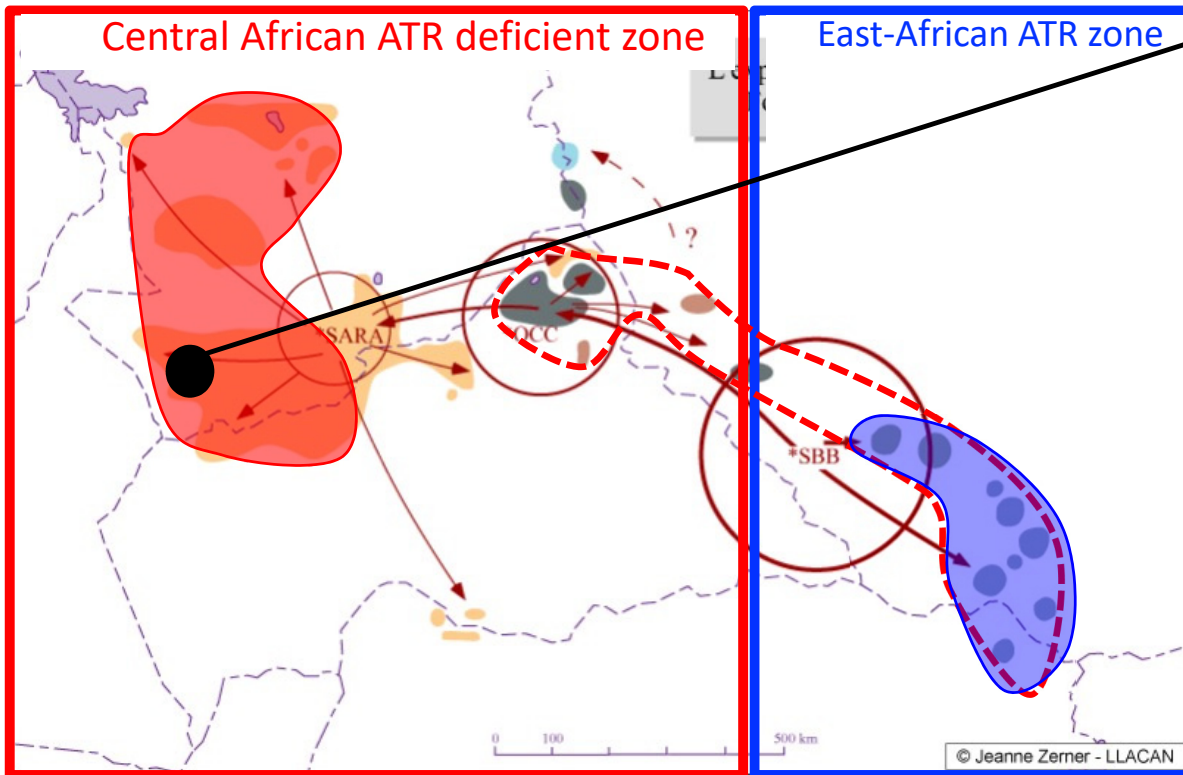 Central African ATR deficient zone
East-African ATR zone
?
*SARA
OCC
*SBB
0 100 500 km
© Jeanne Zerner - LLACAN